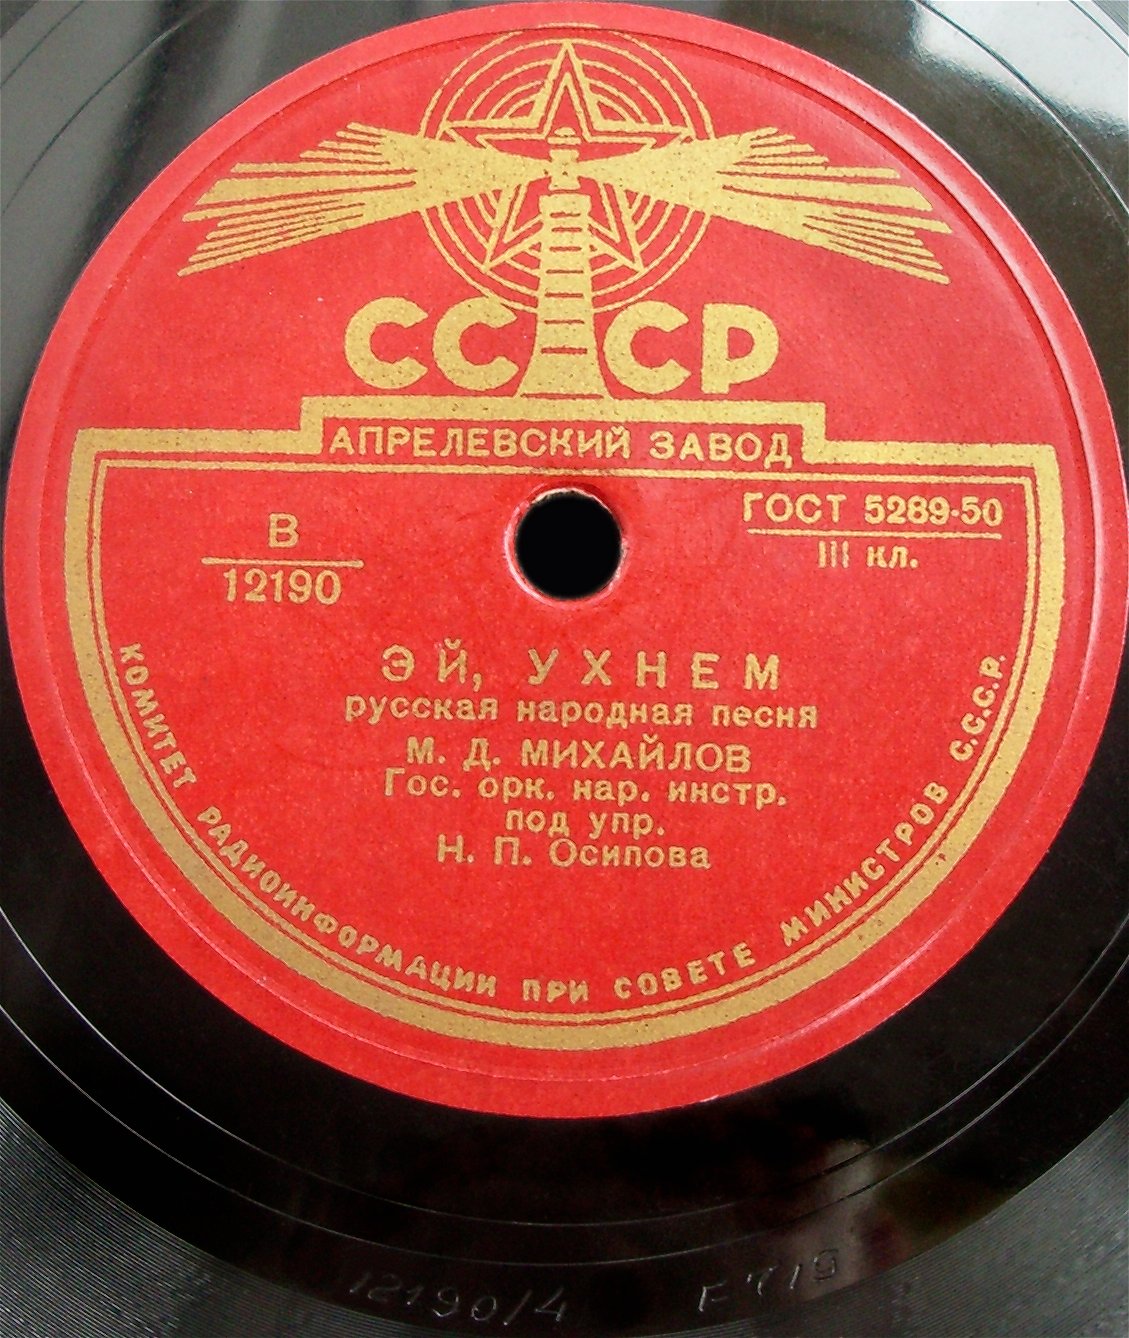 СССР
АПРЕЛЕВСКИЙ ЗАВОД
В
12190
ГОСТ 5289-50
III кл.
ЭЙ, УХНЕМ
русская народная песня
М. Д. МИХАЙЛОВ
Гос. орк. нар. инстр.
под упр.
Н. П. Осипова
КОМИТЕТ РАДИОИНФОРМАЦИИ ПРИ СОВЕТЕ МИНИСТРОВ С.С.С.Р.
12190/4